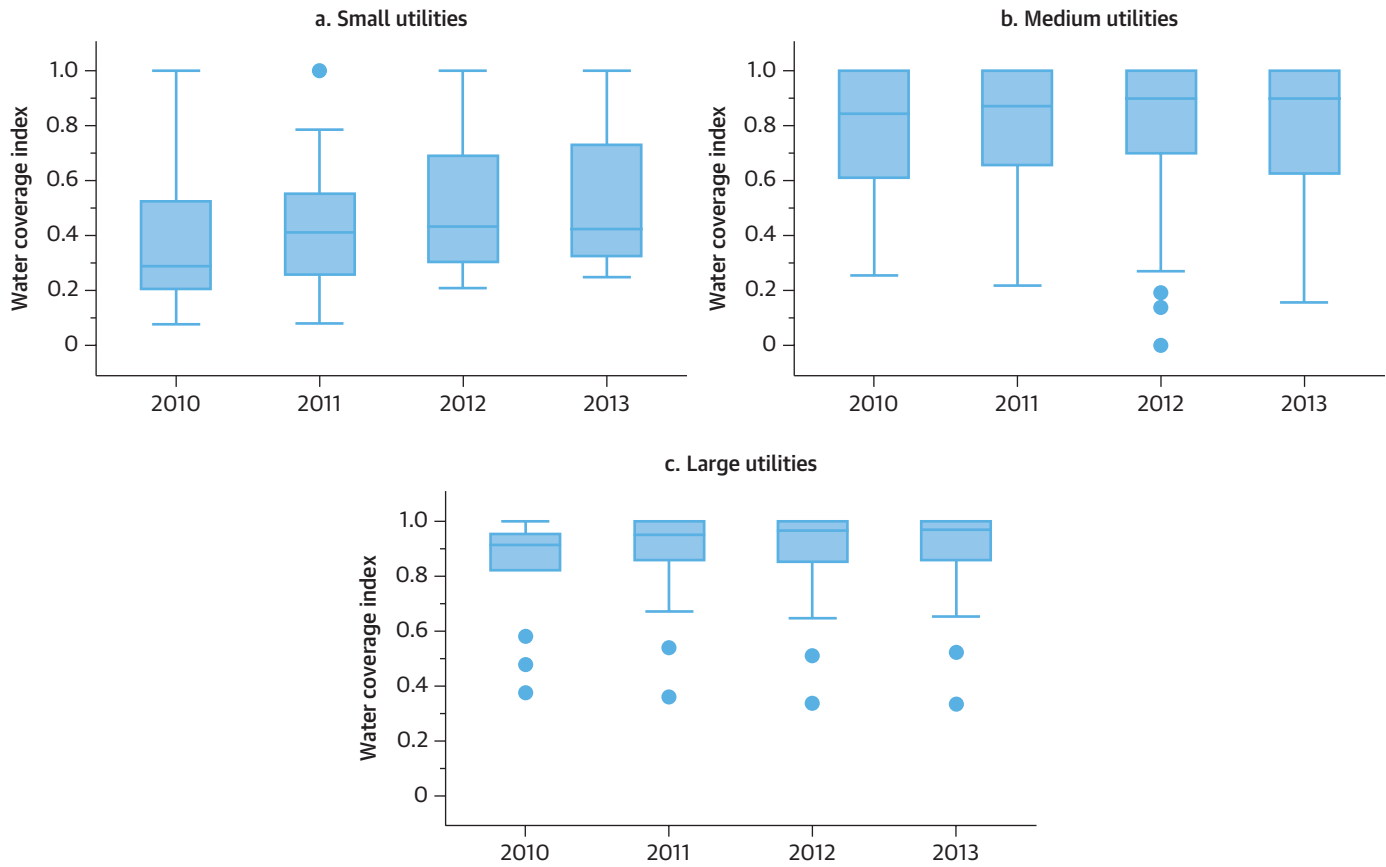 a. Small utilities
Water coverage index
1.0
0.8
0.6
0.4
0.2
0
2010 2011 2012 2013
b. Medium utilities
Water coverage index
1.0
0.8
0.6
0.4
0.2
0
2010 2011 2012 2013
c. Large utilities
Water coverage index
1.0
0.8
0.6
0.4
0.2
0
2010 2011 2012 2013